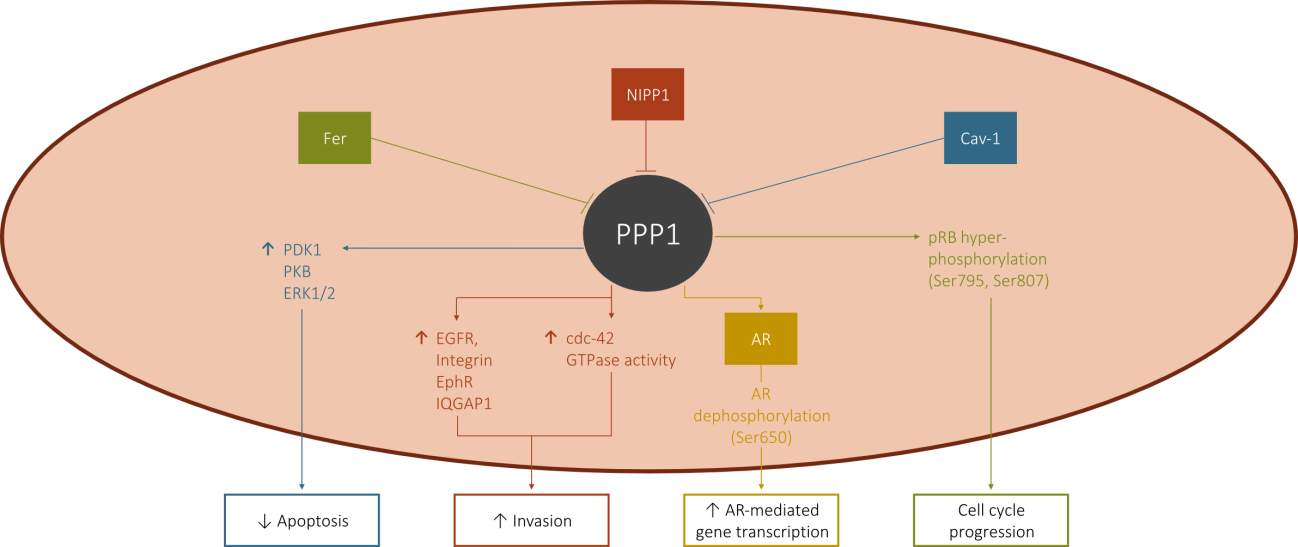 NIPP1
Fer
Cav-1
PPP1
↑ PDK1
PKB
ERK1/2
pRB hyper-
phosphorylation
(Ser795, Ser807)
↑ EGFR,
Integrin
EphR
IQGAP1
↑ cdc-42
GTPase activity
AR
AR
dephosphorylation
(Ser650)
↓ Apoptosis
↑ Invasion
↑ AR-mediated
gene transcription
Cell cycle
progression